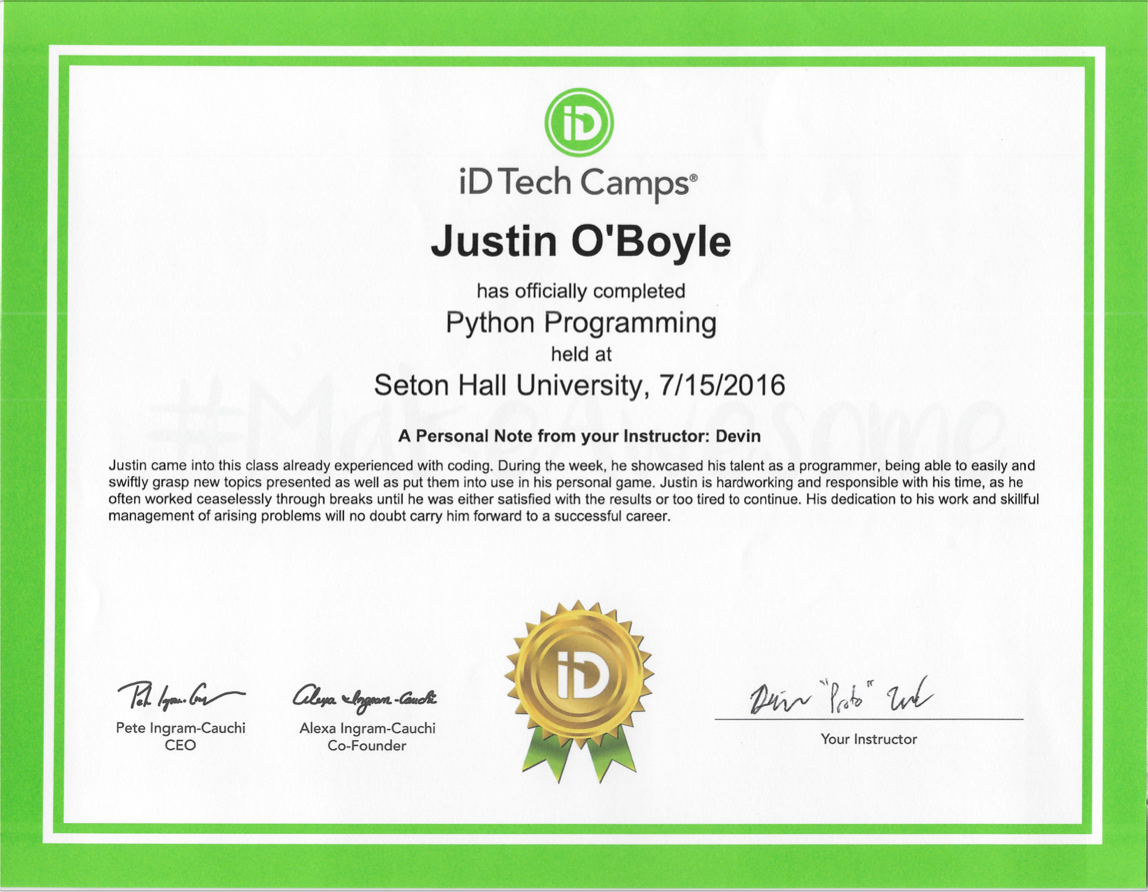 iD
iD Tech Camps®
Justin O'Boyle
has officially completed
Python Programming
held at
Seton Hall University, 7/15/2016
#MakeAwesome
A Personal Note from your Instructor: Devin
Justin came into this class already experienced with coding. During the week, he showcased his talent as a programmer, being able to easily and
swiftly grasp new topics presented as well as put them into use in his personal game. Justin is hardworking and responsible with his time, as he
often worked ceaselessly through breaks until he was either satisfied with the results or too tired to continue. His dedication to his work and skillful
management of arising problems will no doubt carry him forward to a successful career.
iD
Alexa Ingram-Cauchi
Devin "Proto"
Pete Ingram-Cauchi
CEO
Alexa Ingram-Cauchi
Co-Founder
Your Instructor